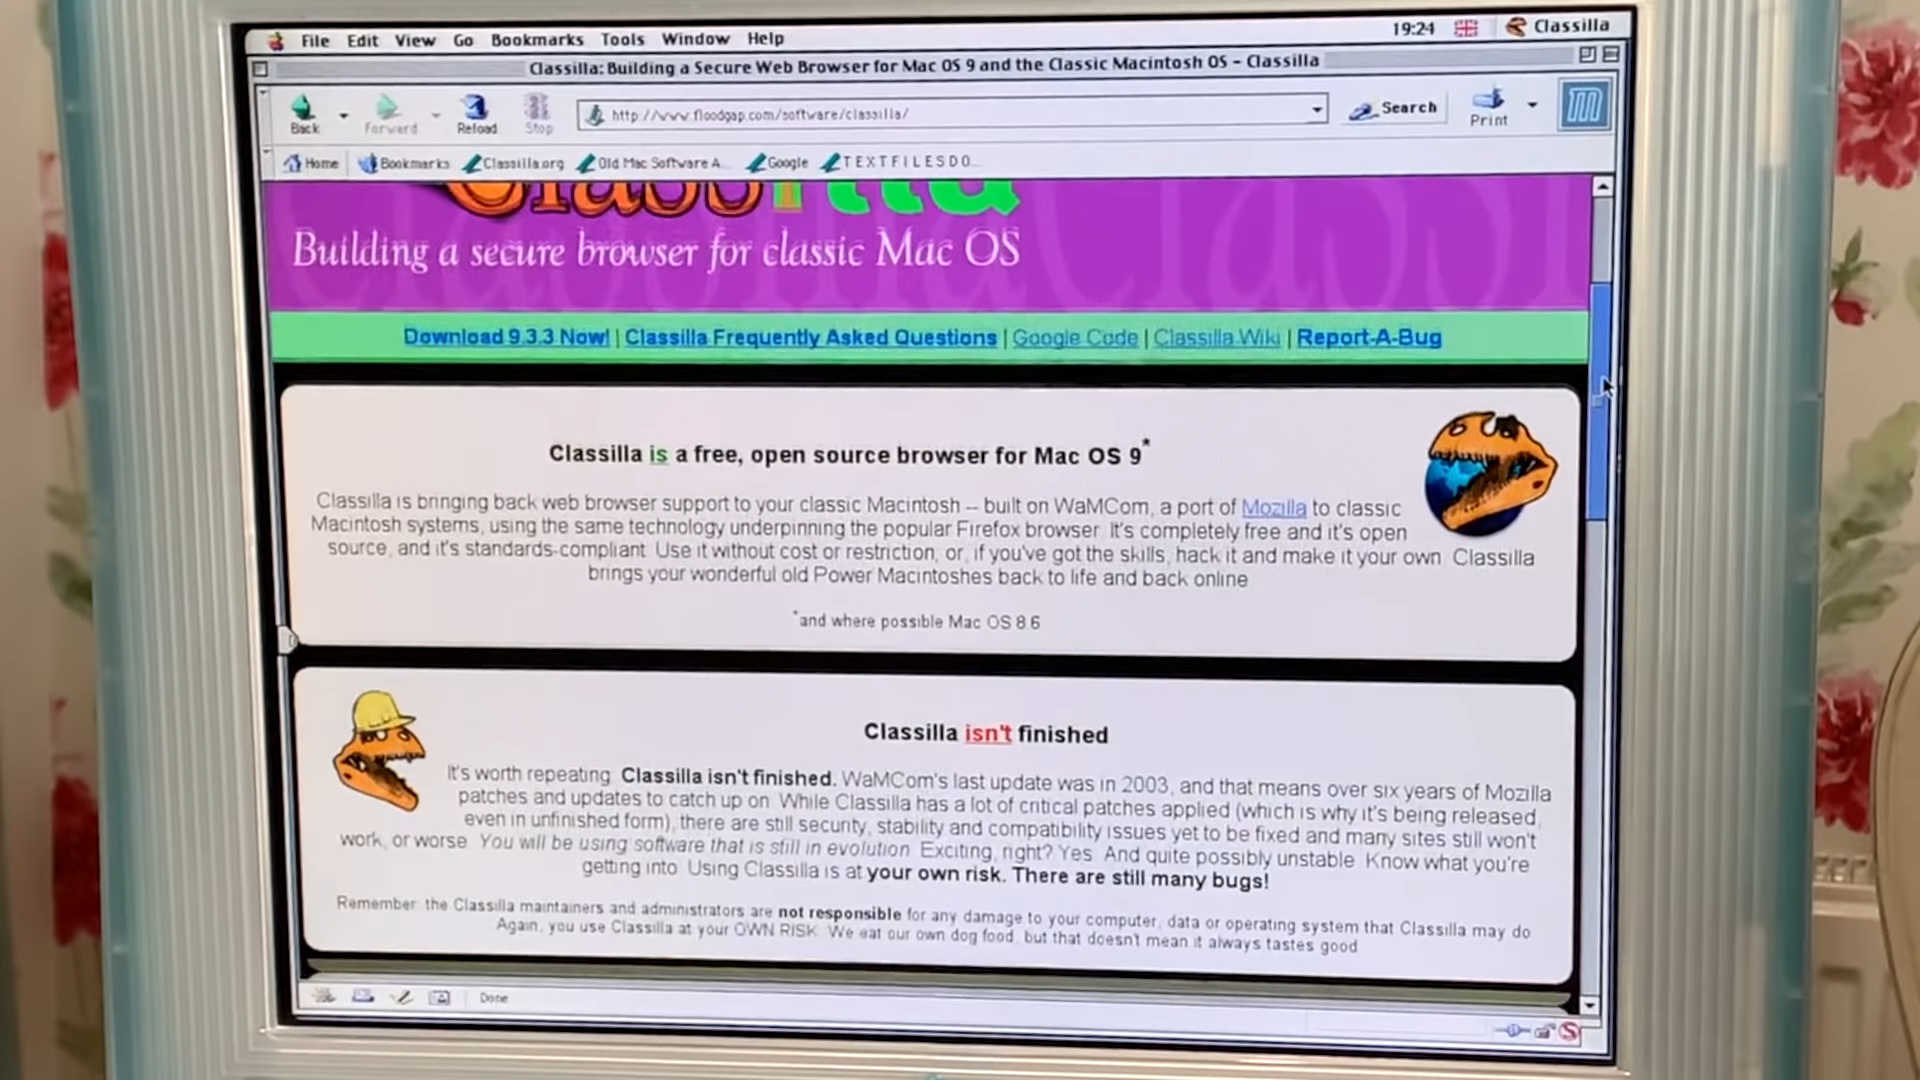 File Edit View Go Bookmarks Tools Window Help 19:24 Classilla
Classilla: Building a Secure Web Browser for Mac OS 9 and the Classic Macintosh OS - Classilla
Back Forward Reload Stop http://www.floodgap.com/software/classilla/ Search Print
Home Bookmarks Classilla.org Old Mac Software A... Google TEXTFILESDO...
Classilla
Building a secure browser for classic Mac OS
Download 9.3.3 Now! | Classilla Frequently Asked Questions | Google Code | Classilla Wiki | Report-A-Bug
Classilla is a free, open source browser for Mac OS 9*
Classilla is bringing back web browser support to your classic Macintosh -- built on WaMCom, a port of Mozilla to classic
Macintosh systems, using the same technology underpinning the popular Firefox browser. It's completely free and it's open
source, and it's standards-compliant. Use it without cost or restriction, or, if you've got the skills, hack it and make it your own. Classilla
brings your wonderful old Power Macintoshes back to life and back online.
*and where possible Mac OS 8.6
Classilla isn't finished
It's worth repeating. Classilla isn't finished. WaMCom's last update was in 2003, and that means over six years of Mozilla
patches and updates to catch up on. While Classilla has a lot of critical patches applied (which is why it's being released,
even in unfinished form), there are still security, stability and compatibility issues yet to be fixed and many sites still won't
work, or worse. You will be using software that is still in evolution. Exciting, right? Yes. And quite possibly unstable. Know what you're
getting into. Using Classilla is at your own risk. There are still many bugs!
Remember: the Classilla maintainers and administrators are not responsible for any damage to your computer, data or operating system that Classilla may do.
Again, you use Classilla at your OWN RISK. We eat our own dog food, but that doesn't mean it always tastes good.
Done